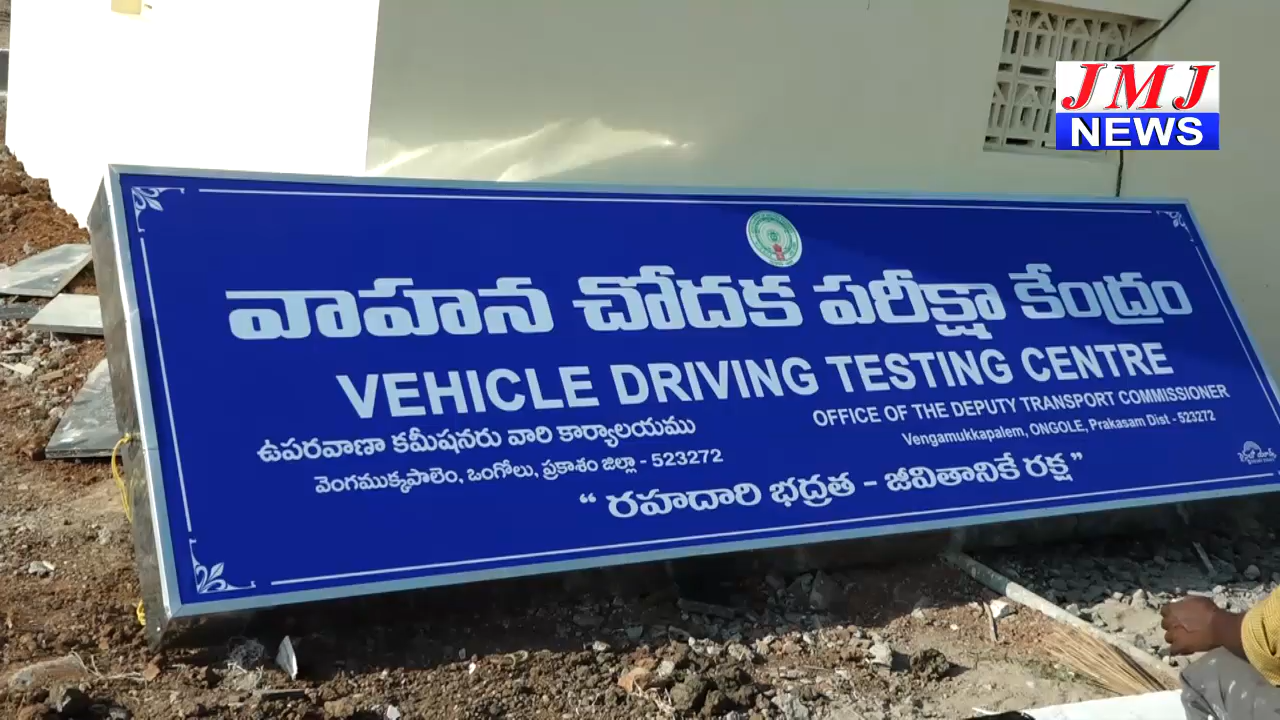 JMJ
NEWS
వాహన చోదక పరీక్షా కేంద్రం
VEHICLE DRIVING TESTING CENTRE
ఉపరవాణా కమీషనరు వారి కార్యాలయము
వెంగముక్కపాలెం, ఒంగోలు, ప్రకాశం జిల్లా - 523272
OFFICE OF THE DEPUTY TRANSPORT COMMISSIONER
Vengamukkapalem, ONGOLE, Prakasam Dist - 523272
“ రహదారి భద్రత - జీవితానికే రక్ష”